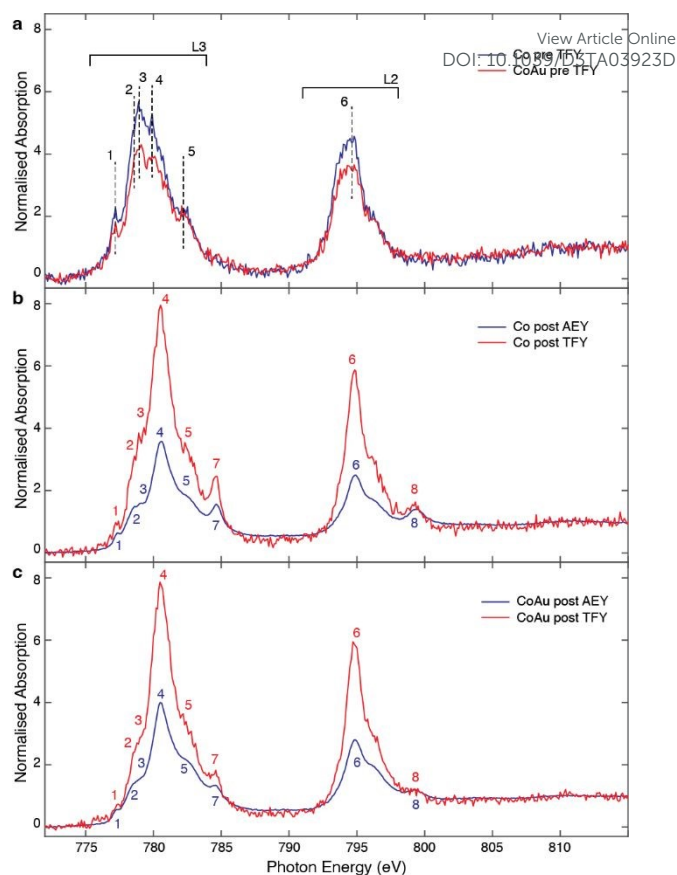 a
View Article Online
DOI: 10.1039/D3TA03923D
Co pre TFY
CoAu pre TFY
L3
L2
1
2
3
4
5
6
Normalised Absorption
8
6
4
2
0
b
Co post AEY
Co post TFY
1
2
3
4
5
6
7
8
1
2
3
4
5
6
7
8
Normalised Absorption
8
6
4
2
0
c
CoAu post AEY
CoAu post TFY
1
2
3
4
5
6
7
8
1
2
3
4
5
6
7
8
Normalised Absorption
8
6
4
2
0
775 780 785 790 795 800 805 810
Photon Energy (eV)